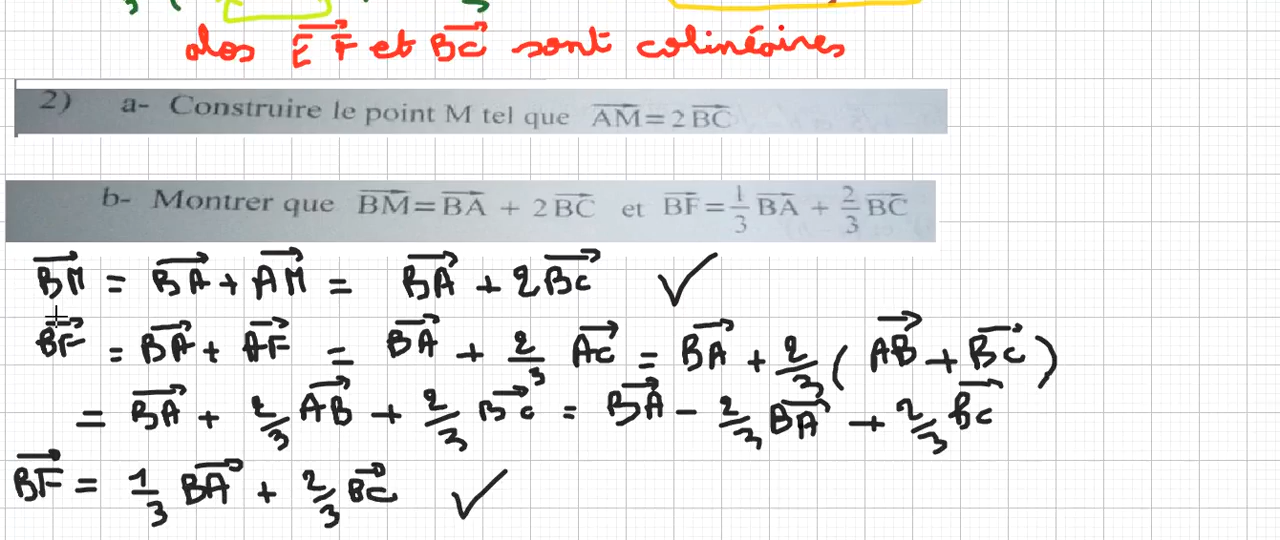 alos EF et BC sont colinéaires
2) a- Construire le point M tel que AM = 2 BC
b- Montrer que BM = BA + 2 BC et BF = 1/3 BA + 2/3 BC
BM = BA + AM = BA + 2BC ✓
BF = BA + AF = BA + 2/3 AC = BA + 2/3 ( AB + BC )
= BA + 2/3 AB + 2/3 BC = BA - 2/3 BA + 2/3 BC
BF = 1/3 BA + 2/3 BC ✓